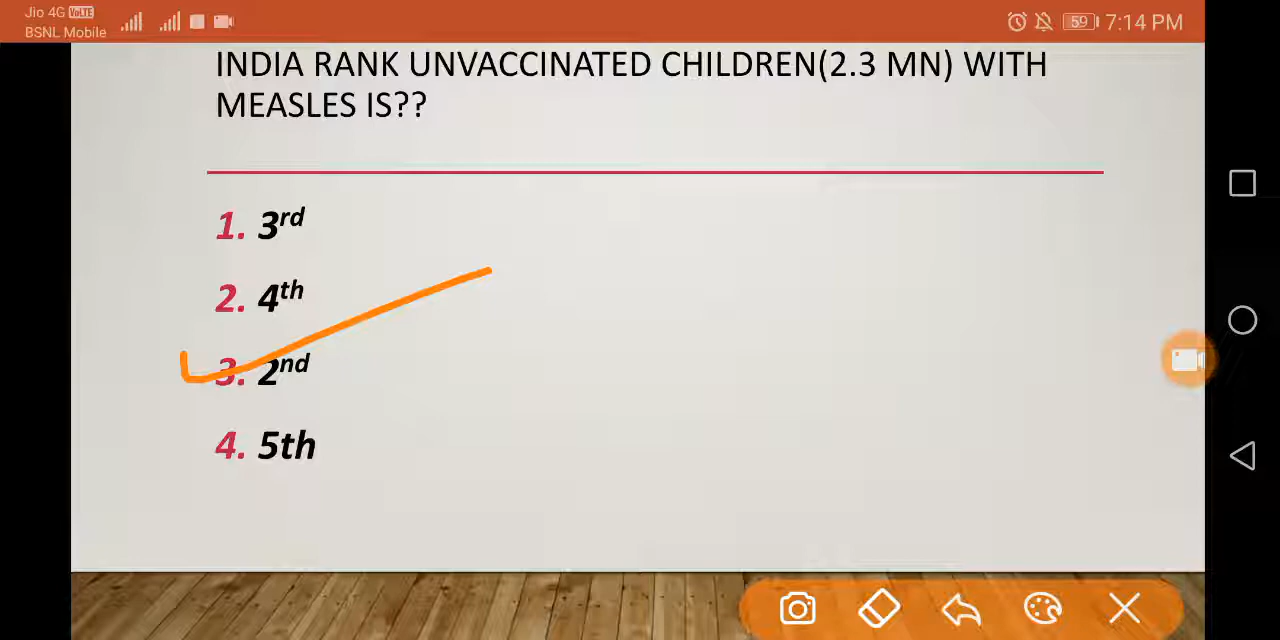 Jio 4G VoLTE
BSNL Mobile
59 7:14 PM
INDIA RANK UNVACCINATED CHILDREN(2.3 MN) WITH
MEASLES IS??
1. 3rd
2. 4th
3. 2nd
4. 5th